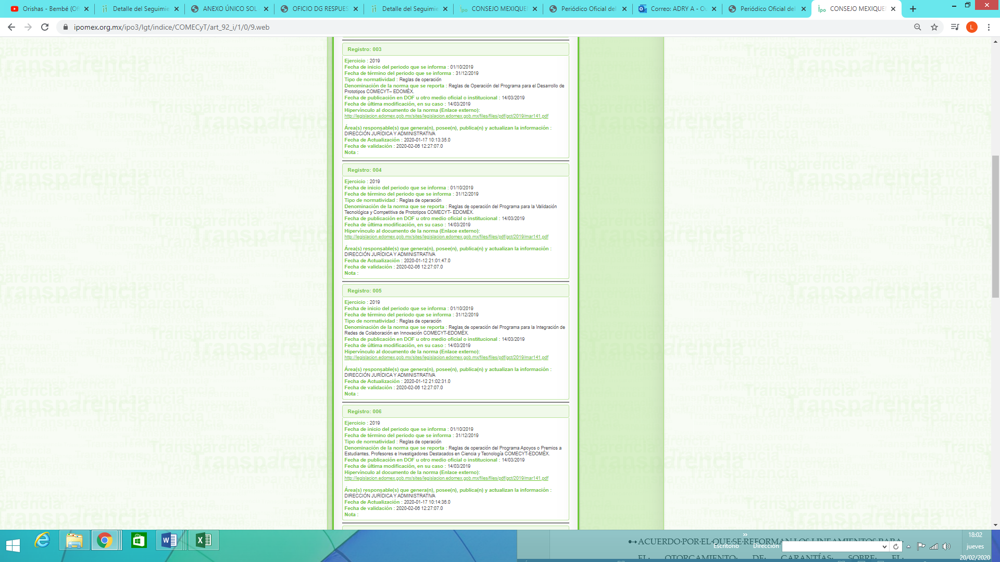 Orishas - Bembé (Of
Detalle del Seguimie
ANEXO ÚNICO SOL
OFICIO DG RESPUES
Detalle del Seguimie
CONSEJO MEXIQUE
Periódico Oficial del
Correo: ADRY A - Ou
Periódico Oficial del
CONSEJO MEXIQUE
ipomex.org.mx/ipo3/lgt/indice/COMECyT/art_92_i/1/0/9.web
L
Registro: 003
Ejercicio : 2019
Fecha de inicio del periodo que se informa : 01/10/2019
Fecha de término del periodo que se informa : 31/12/2019
Tipo de normatividad : Reglas de operación
Denominación de la norma que se reporta : Reglas de Operación del Programa para el Desarrollo de
Prototipos COMECYT– EDOMÉX.
Fecha de publicación en DOF u otro medio oficial o institucional : 14/03/2019
Fecha de última modificación, en su caso : 14/03/2019
Hipervínculo al documento de la norma (Enlace externo):
http://legislacion.edomex.gob.mx/sites/legislacion.edomex.gob.mx/files/files/pdf/gct/2019/mar141.pdf
Área(s) responsable(s) que genera(n), posee(n), publica(n) y actualizan la información :
DIRECCIÓN JURÍDICA Y ADMINISTRATIVA
Fecha de Actualización : 2020-01-17 10:13:35.0
Fecha de validación : 2020-02-06 12:27:07.0
Nota :
Registro: 004
Ejercicio : 2019
Fecha de inicio del periodo que se informa : 01/10/2019
Fecha de término del periodo que se informa : 31/12/2019
Tipo de normatividad : Reglas de operación
Denominación de la norma que se reporta : Reglas de operación del Programa para la Validación
Tecnológica y Competitiva de Prototipos COMECYT- EDOMÉX.
Fecha de publicación en DOF u otro medio oficial o institucional : 14/03/2019
Fecha de última modificación, en su caso : 14/03/2019
Hipervínculo al documento de la norma (Enlace externo):
http://legislacion.edomex.gob.mx/sites/legislacion.edomex.gob.mx/files/files/pdf/gct/2019/mar141.pdf
Área(s) responsable(s) que genera(n), posee(n), publica(n) y actualizan la información :
DIRECCIÓN JURÍDICA Y ADMINISTRATIVA
Fecha de Actualización : 2020-01-12 21:01:47.0
Fecha de validación : 2020-02-06 12:27:07.0
Nota :
Registro: 005
Ejercicio : 2019
Fecha de inicio del periodo que se informa : 01/10/2019
Fecha de término del periodo que se informa : 31/12/2019
Tipo de normatividad : Reglas de operación
Denominación de la norma que se reporta : Reglas de operación del Programa para la Integración de
Redes de Colaboración en Innovación COMECYT-EDOMÉX.
Fecha de publicación en DOF u otro medio oficial o institucional : 14/03/2019
Fecha de última modificación, en su caso : 14/03/2019
Hipervínculo al documento de la norma (Enlace externo):
http://legislacion.edomex.gob.mx/sites/legislacion.edomex.gob.mx/files/files/pdf/gct/2019/mar141.pdf
Área(s) responsable(s) que genera(n), posee(n), publica(n) y actualizan la información :
DIRECCIÓN JURÍDICA Y ADMINISTRATIVA
Fecha de Actualización : 2020-01-12 21:02:31.0
Fecha de validación : 2020-02-06 12:27:07.0
Nota :
Registro: 006
Ejercicio : 2019
Fecha de inicio del periodo que se informa : 01/10/2019
Fecha de término del periodo que se informa : 31/12/2019
Tipo de normatividad : Reglas de operación
Denominación de la norma que se reporta : Reglas de operación del Programa Apoyos o Premios a
Estudiantes, Profesores e Investigadores Destacados en Ciencia y Tecnología COMECYT-EDOMÉX.
Fecha de publicación en DOF u otro medio oficial o institucional : 14/03/2019
Fecha de última modificación, en su caso : 14/03/2019
Hipervínculo al documento de la norma (Enlace externo):
http://legislacion.edomex.gob.mx/sites/legislacion.edomex.gob.mx/files/files/pdf/gct/2019/mar141.pdf
Área(s) responsable(s) que genera(n), posee(n), publica(n) y actualizan la información :
DIRECCIÓN JURÍDICA Y ADMINISTRATIVA
Fecha de Actualización : 2020-01-17 10:14:36.0
Fecha de validación : 2020-02-06 12:27:07.0
Nota :
ACUERDO·POR·EL·QUE·SE·REFORMAN·LOS·LINEAMIENTOS·PARA·
EL· OTORGAMIENTO· DE· GARANTÍAS· SOBRE· EL·
Escritorio
Dirección
18:02
jueves
20/02/2020